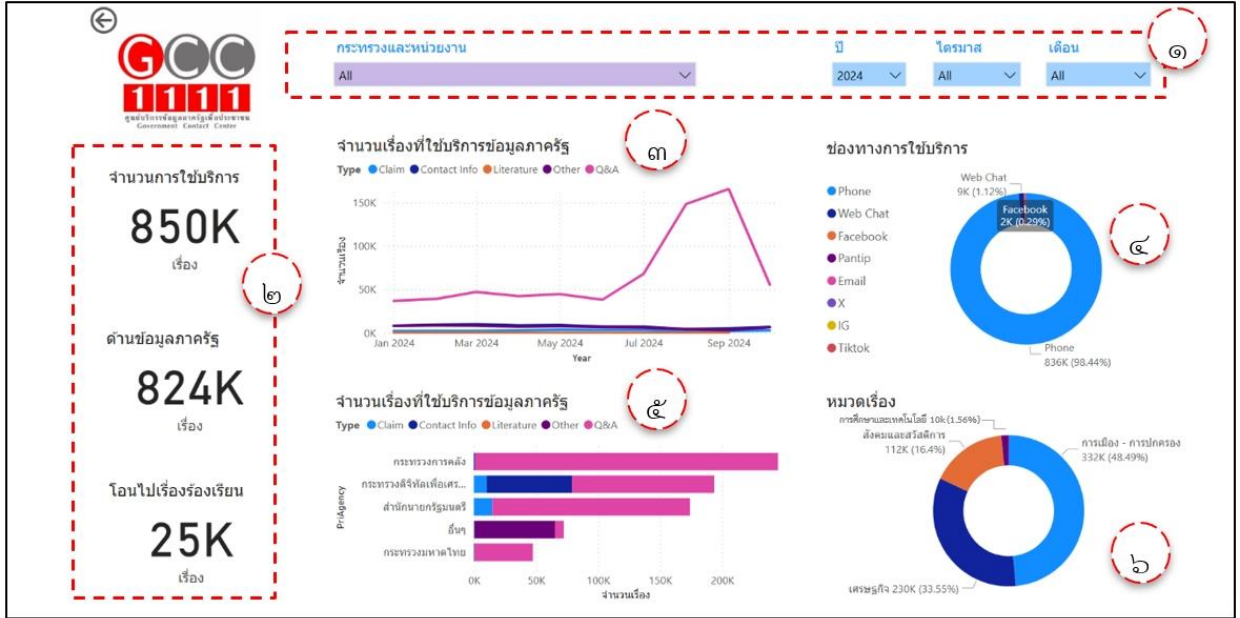 GCC
1111
ศูนย์บริการข้อมูลภาครัฐเพื่อประชาชน
Government Contact Center
กระทรวงและหน่วยงาน
All
ปี
2024
ไตรมาส
All
เดือน
All
๑
จำนวนการใช้บริการ
850K
เรื่อง
๒
ด้านข้อมูลภาครัฐ
824K
เรื่อง
โอนไปเรื่องร้องเรียน
25K
เรื่อง
จำนวนเรื่องที่ใช้บริการข้อมูลภาครัฐ
๓
Type Claim Contact Info Literature Other Q&A
จำนวนเรื่อง
150K
100K
50K
0K
Jan 2024 Mar 2024 May 2024 Jul 2024 Sep 2024
Year
ช่องทางการใช้บริการ
Phone
Web Chat
Facebook
Pantip
Email
X
IG
Tiktok
Web Chat
9K (1.12%)
Facebook
2K (0.29%)
๔
Phone
836K (98.44%)
จำนวนเรื่องที่ใช้บริการข้อมูลภาครัฐ
๕
Type Claim Contact Info Literature Other Q&A
PriAgency
กระทรวงการคลัง
กระทรวงดิจิทัลเพื่อเศร...
สำนักนายกรัฐมนตรี
อื่นๆ
กระทรวงมหาดไทย
0K 50K 100K 150K 200K
จำนวนเรื่อง
หมวดเรื่อง
การศึกษาและเทคโนโลยี 10k (1.56%)
สังคมและสวัสดิการ
112K (16.4%)
การเมือง - การปกครอง
332K (48.49%)
เศรษฐกิจ 230K (33.55%)
๖